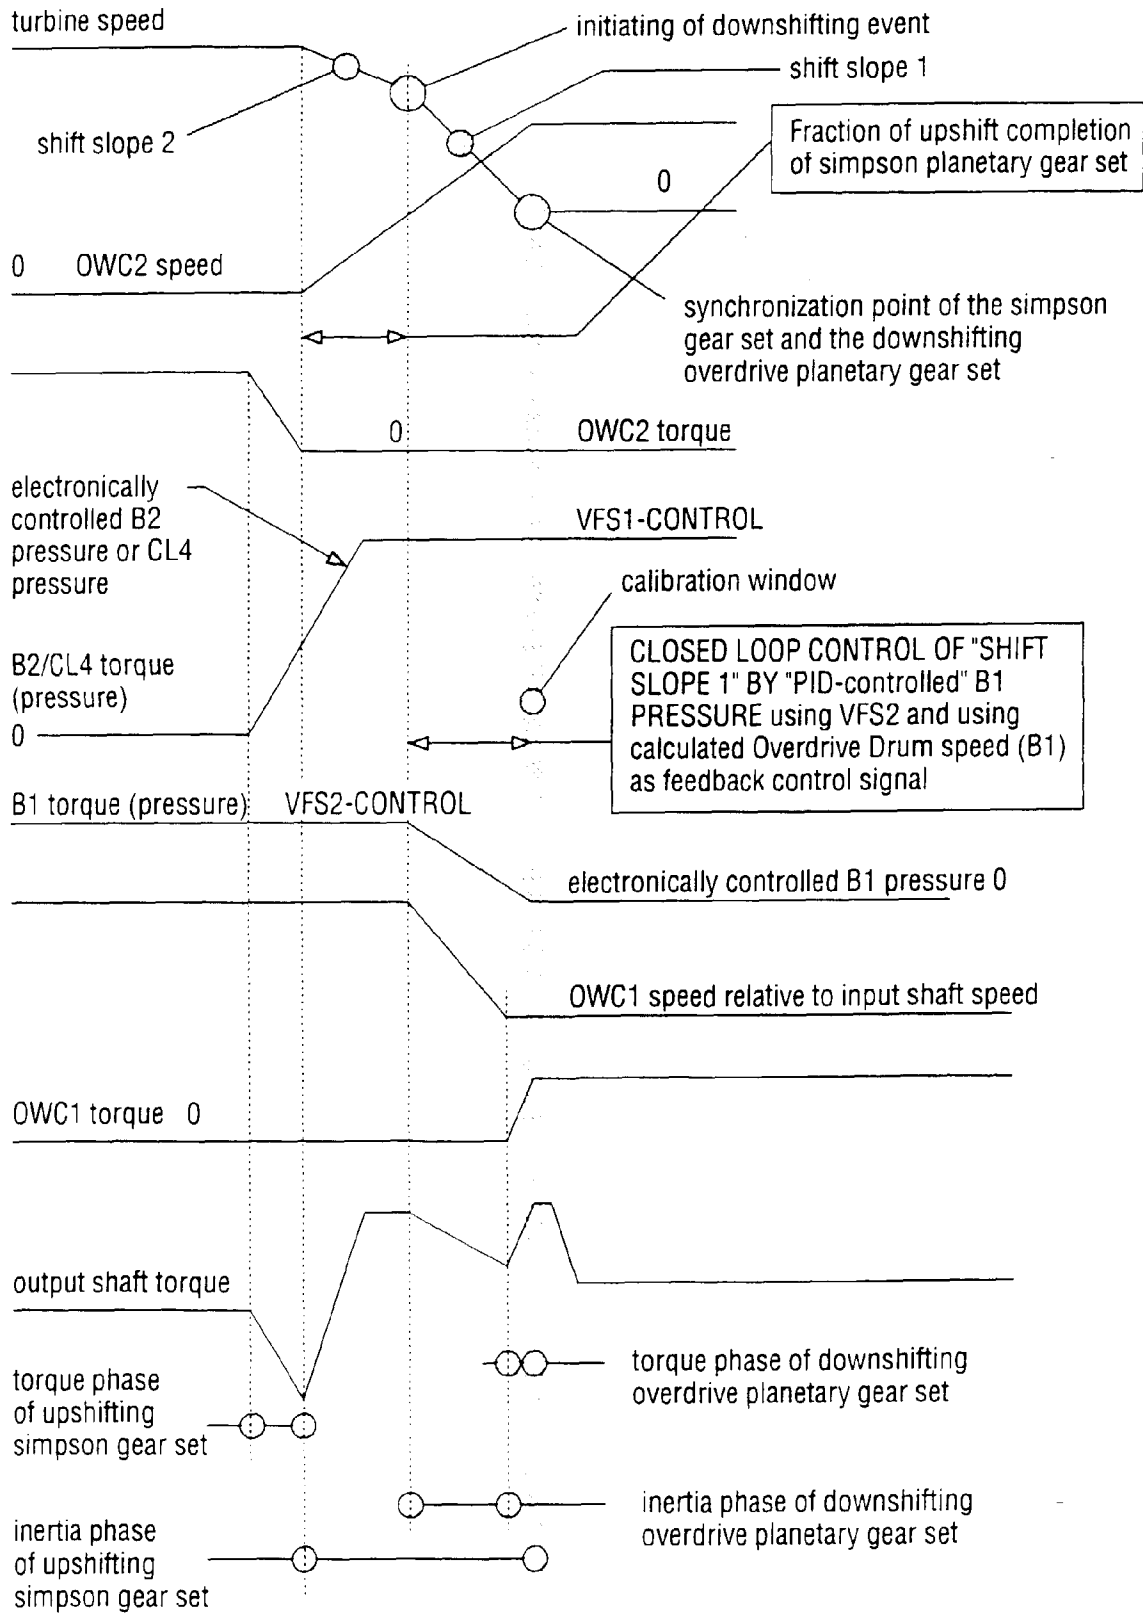 turbine speed
initiating of downshifting event
shift slope 1
shift slope 2
Fraction of upshift completion
of simpson planetary gear set
0
0 OWC2 speed
synchronization point of the simpson
gear set and the downshifting
overdrive planetary gear set
0
OWC2 torque
electronically
controlled B2
pressure or CL4
pressure
VFS1-CONTROL
calibration window
B2/CL4 torque
(pressure)
0
CLOSED LOOP CONTROL OF "SHIFT
SLOPE 1" BY "PID-controlled" B1
PRESSURE using VFS2 and using
calculated Overdrive Drum speed (B1)
as feedback control signal
B1 torque (pressure)
VFS2-CONTROL
electronically controlled B1 pressure 0
OWC1 speed relative to input shaft speed
OWC1 torque 0
output shaft torque
torque phase of downshifting
overdrive planetary gear set
torque phase
of upshifting
simpson gear set
inertia phase of downshifting
overdrive planetary gear set
inertia phase
of upshifting
simpson gear set